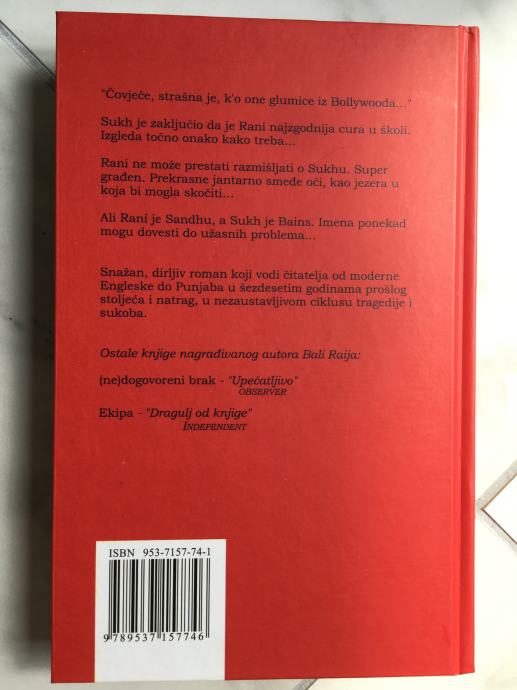 "Čovječe, strašna je, k'o one glumice iz Bollywooda..."
Sukh je zaključio da je Rani najzgodnija cura u školi.
Izgleda točno onako kako treba...
Rani ne može prestati razmišljati o Sukhu. Super
građen. Prekrasne jantarno smeđe oči, kao jezera u
koja bi mogla skočiti...
Ali Rani je Sandhu, a Sukh je Bains. Imena ponekad
mogu dovesti do užasnih problema...
Snažan, dirljiv roman koji vodi čitatelja od moderne
Engleske do Punjaba u šezdesetim godinama prošlog
stoljeća i natrag, u nezaustavljivom ciklusu tragedije i
sukoba.
Ostale knjige nagrađivanog autora Bali Raija:
(ne)dogovoreni brak - "Upečatljivo"
OBSERVER
Ekipa - "Dragulj od knjige"
INDEPENDENT
ISBN 953-7157-74-1
9 789537 157746